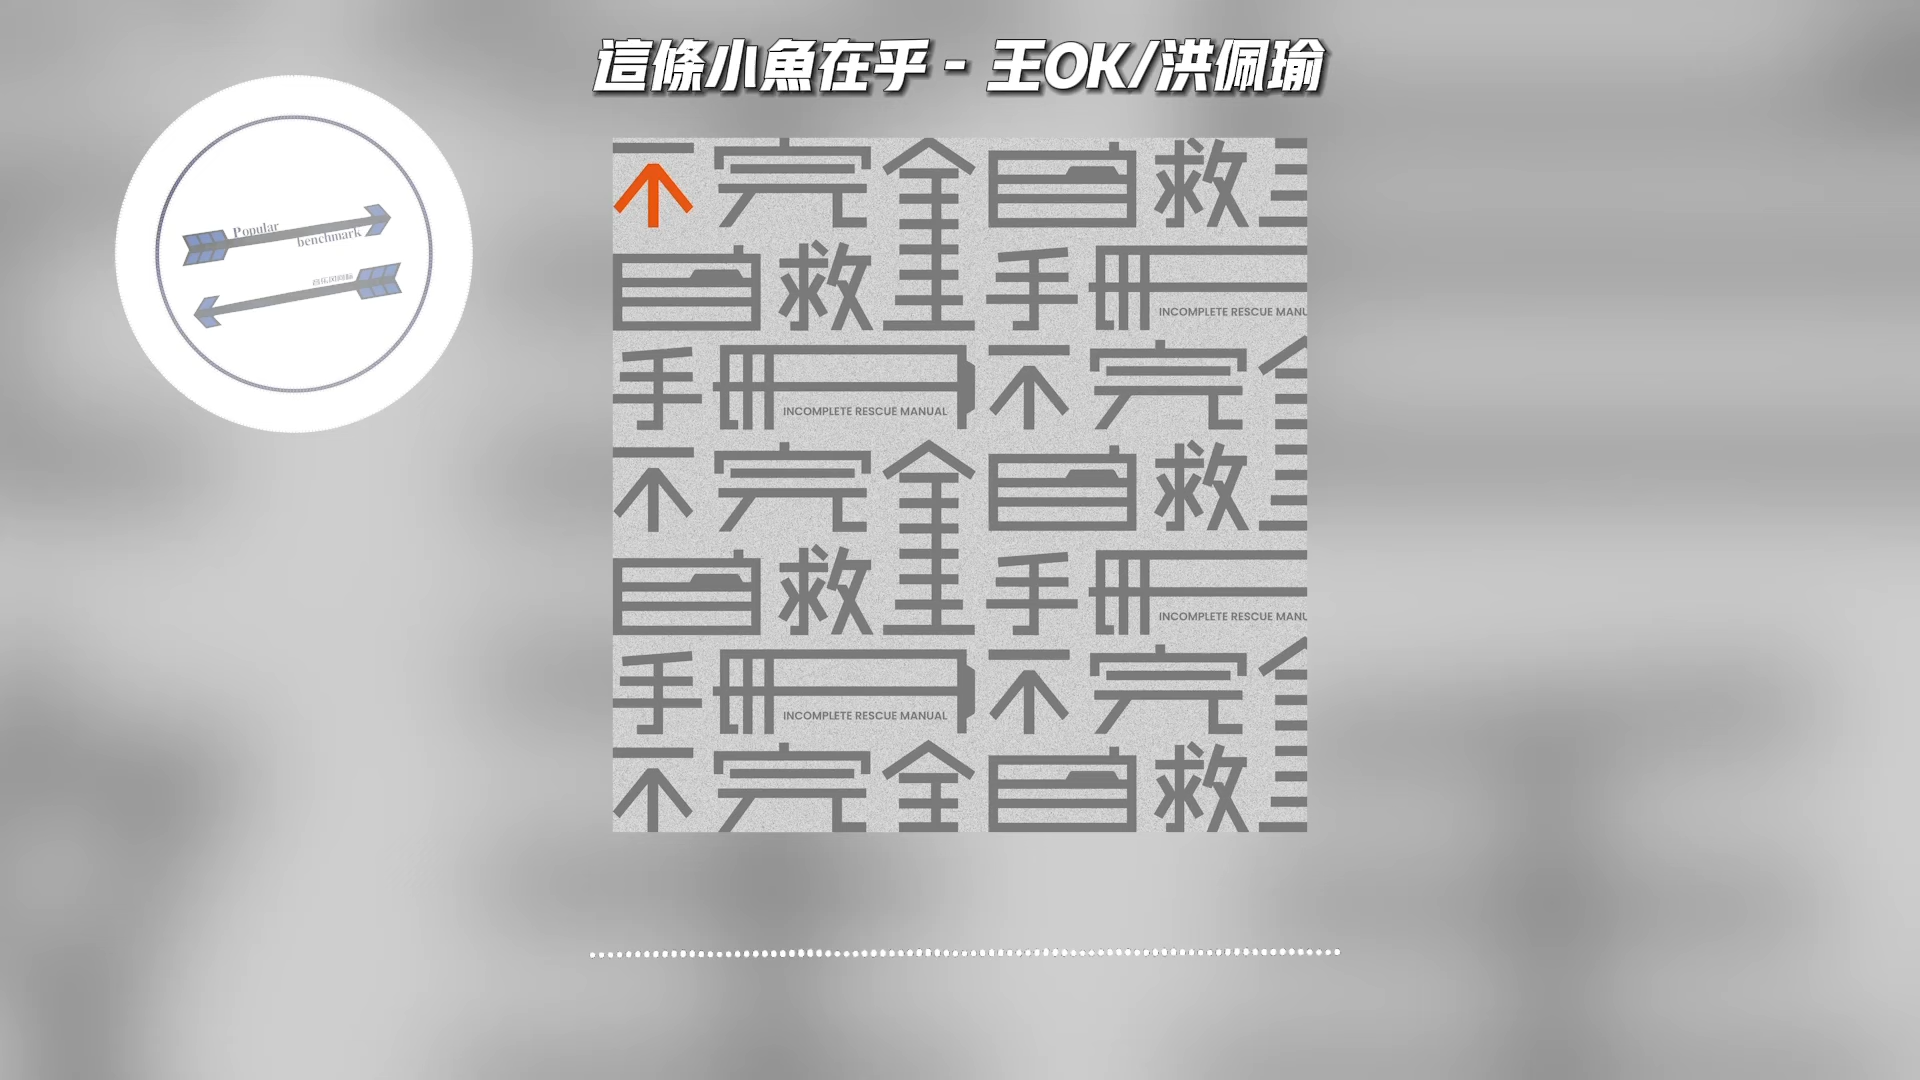 這條小魚在乎 - 王OK/洪佩瑜
Popular
benchmark
不完全自救
自救 手冊
INCOMPLETE RESCUE MANU
手冊 不完全
INCOMPLETE RESCUE MANUAL
不完全自救
自救 手冊
INCOMPLETE RESCUE MANU
手冊 不完全
INCOMPLETE RESCUE MANUAL
不完全自救